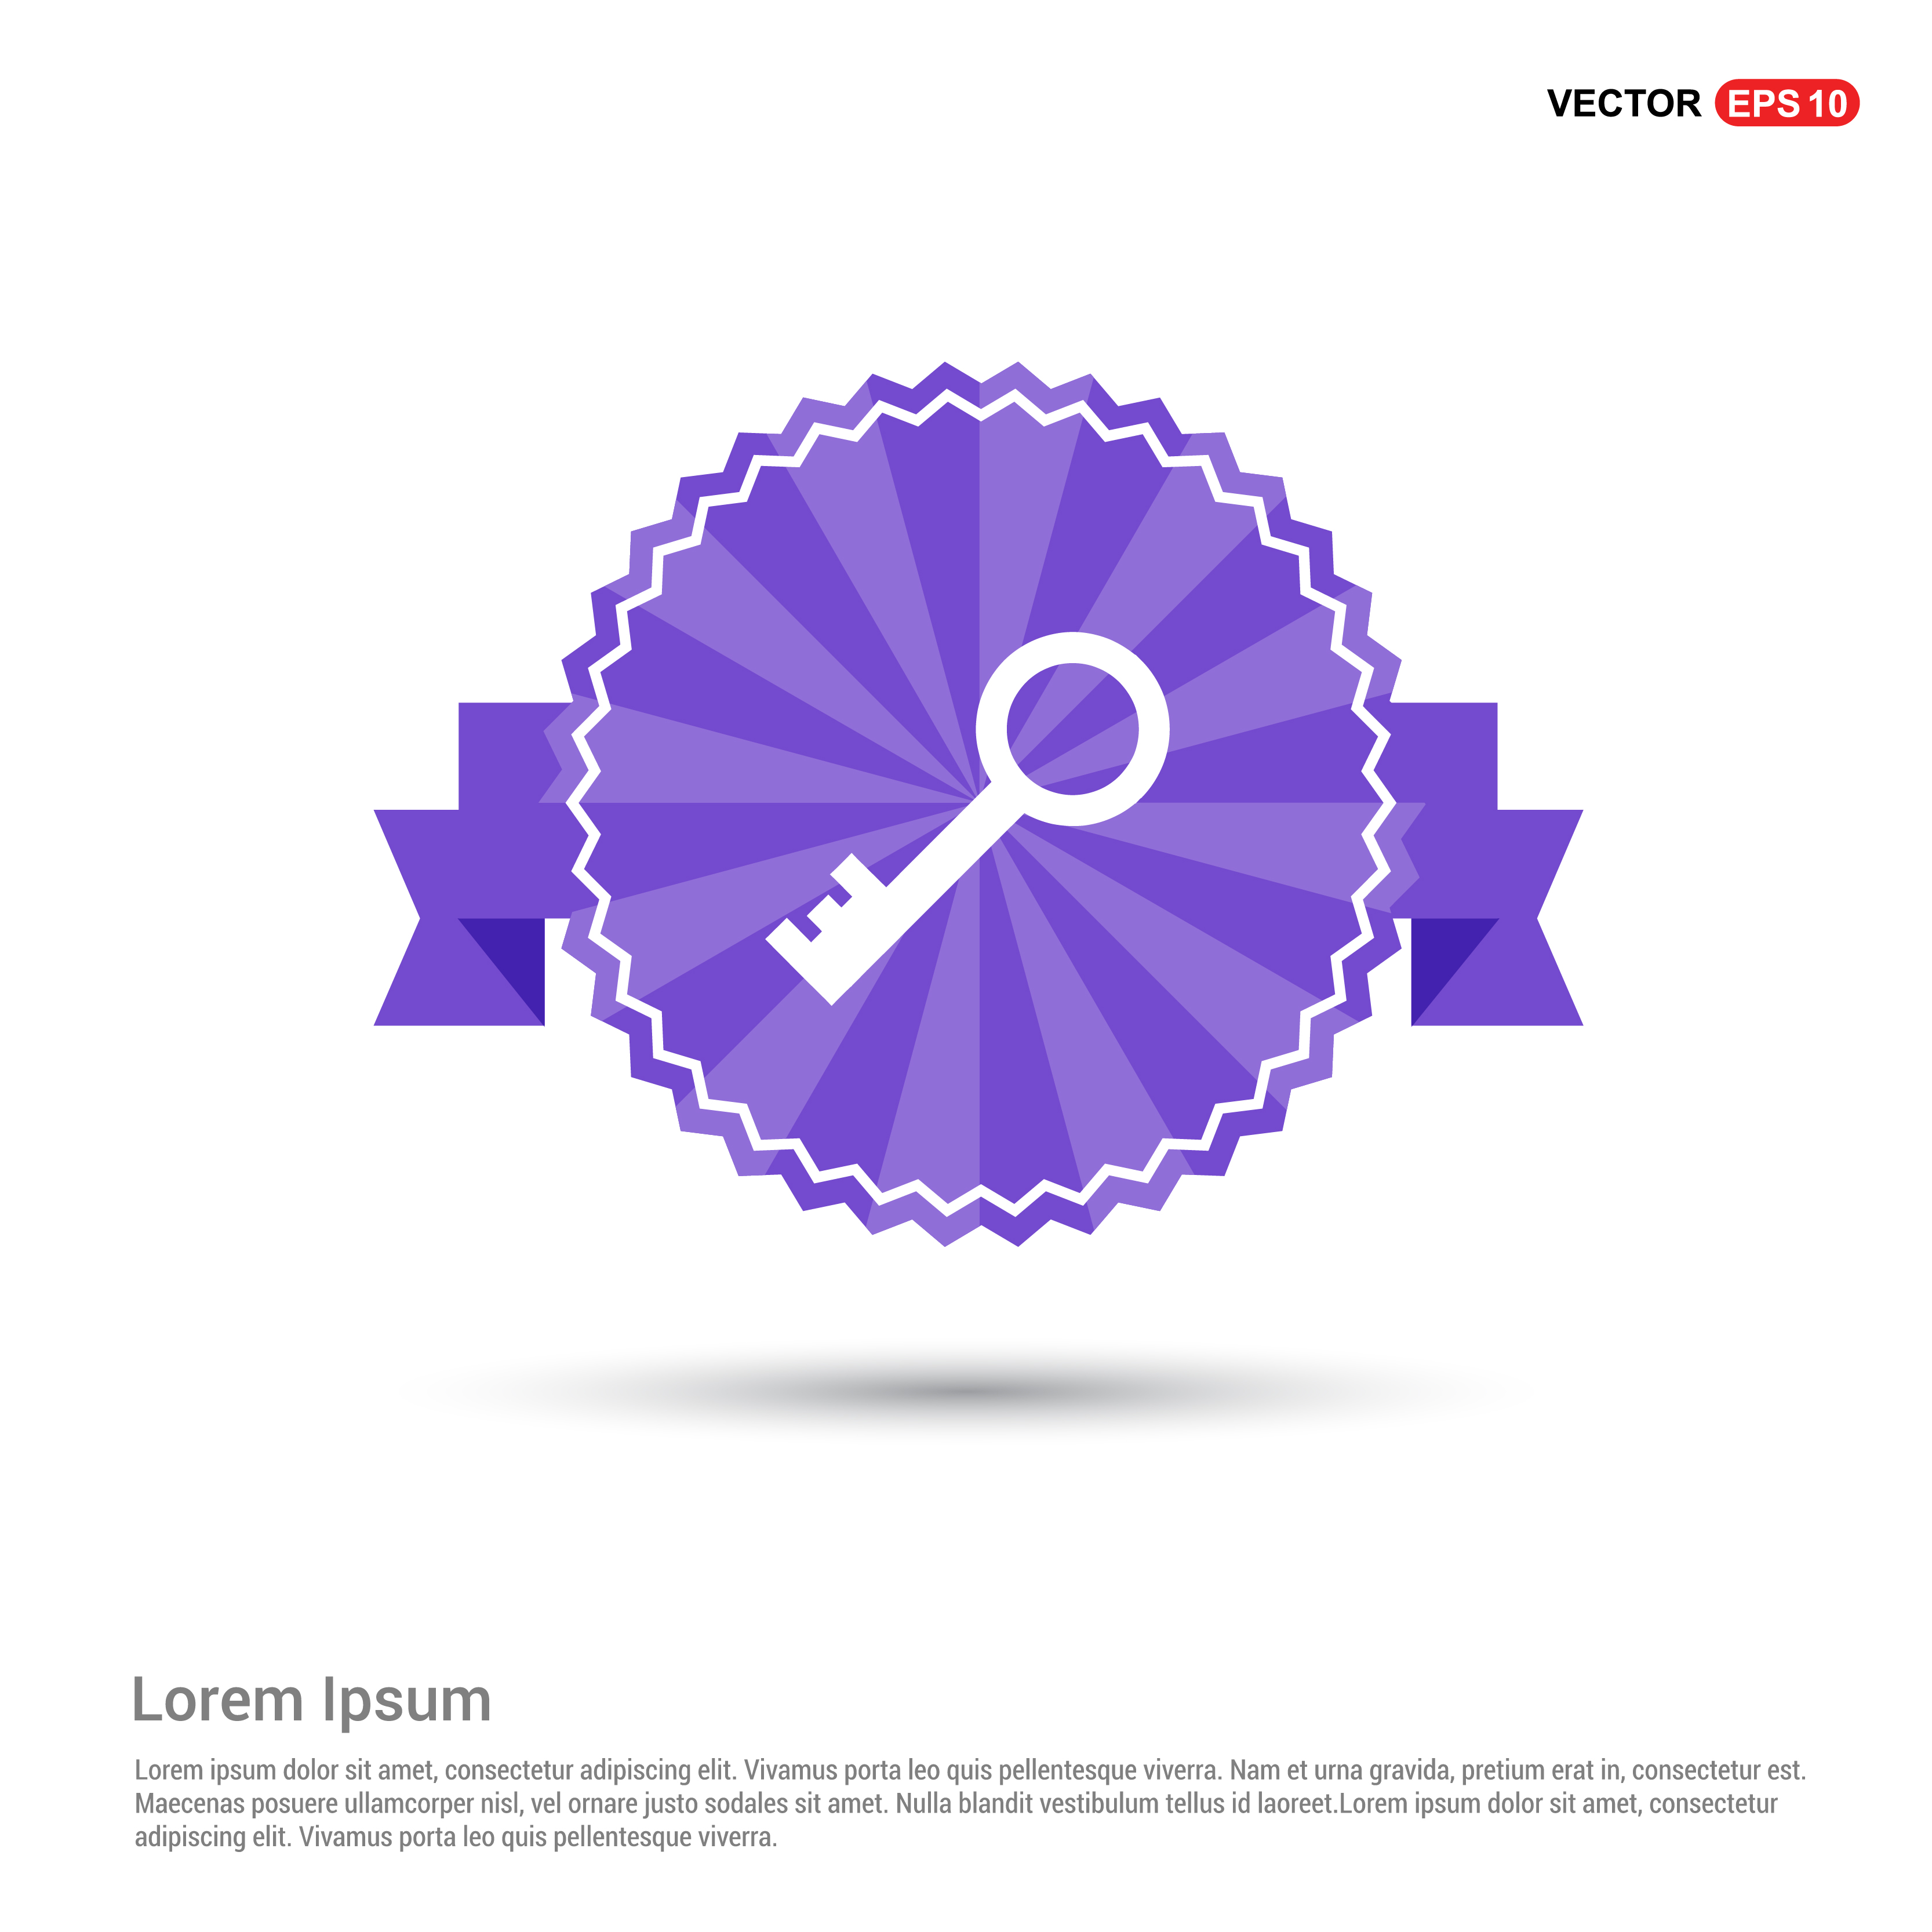 VECTOR EPS 10
Lorem Ipsum
Lorem ipsum dolor sit amet, consectetur adipiscing elit. Vivamus porta leo quis pellentesque viverra. Nam et urna gravida, pretium erat in, consectetur est.
Maecenas posuere ullamcorper nisl, vel ornare justo sodales sit amet. Nulla blandit vestibulum tellus id laoreet.Lorem ipsum dolor sit amet, consectetur
adipiscing elit. Vivamus porta leo quis pellentesque viverra.